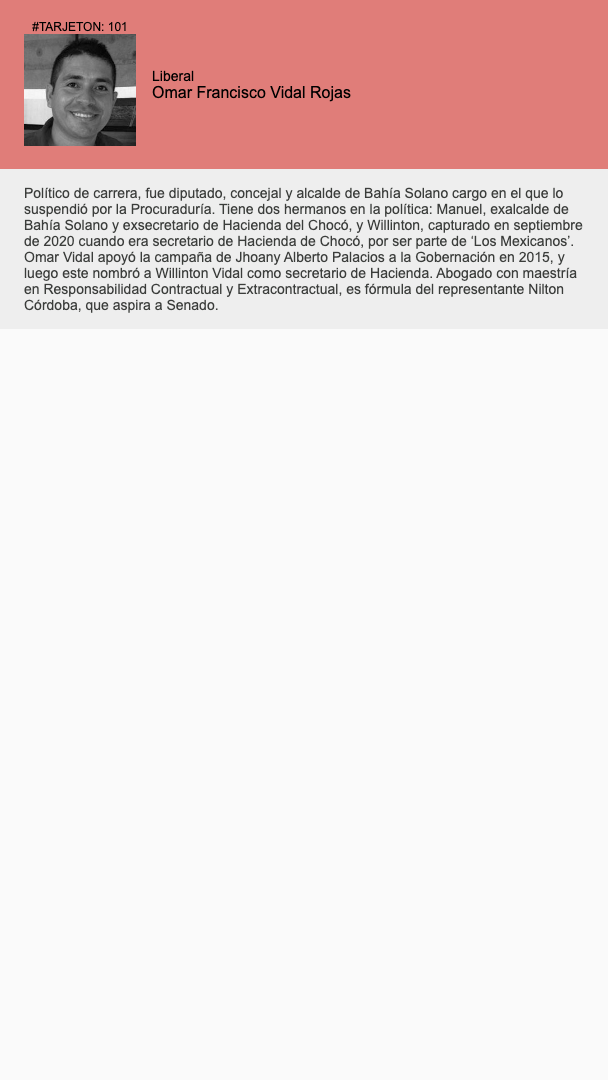 #TARJETON: 101
Liberal
Omar Francisco Vidal Rojas
Político de carrera, fue diputado, concejal y alcalde de Bahía Solano cargo en el que lo
suspendió por la Procuraduría. Tiene dos hermanos en la política: Manuel, exalcalde de
Bahía Solano y exsecretario de Hacienda del Chocó, y Willinton, capturado en septiembre
de 2020 cuando era secretario de Hacienda de Chocó, por ser parte de ‘Los Mexicanos’.
Omar Vidal apoyó la campaña de Jhoany Alberto Palacios a la Gobernación en 2015, y
luego este nombró a Willinton Vidal como secretario de Hacienda. Abogado con maestría
en Responsabilidad Contractual y Extracontractual, es fórmula del representante Nilton
Córdoba, que aspira a Senado.